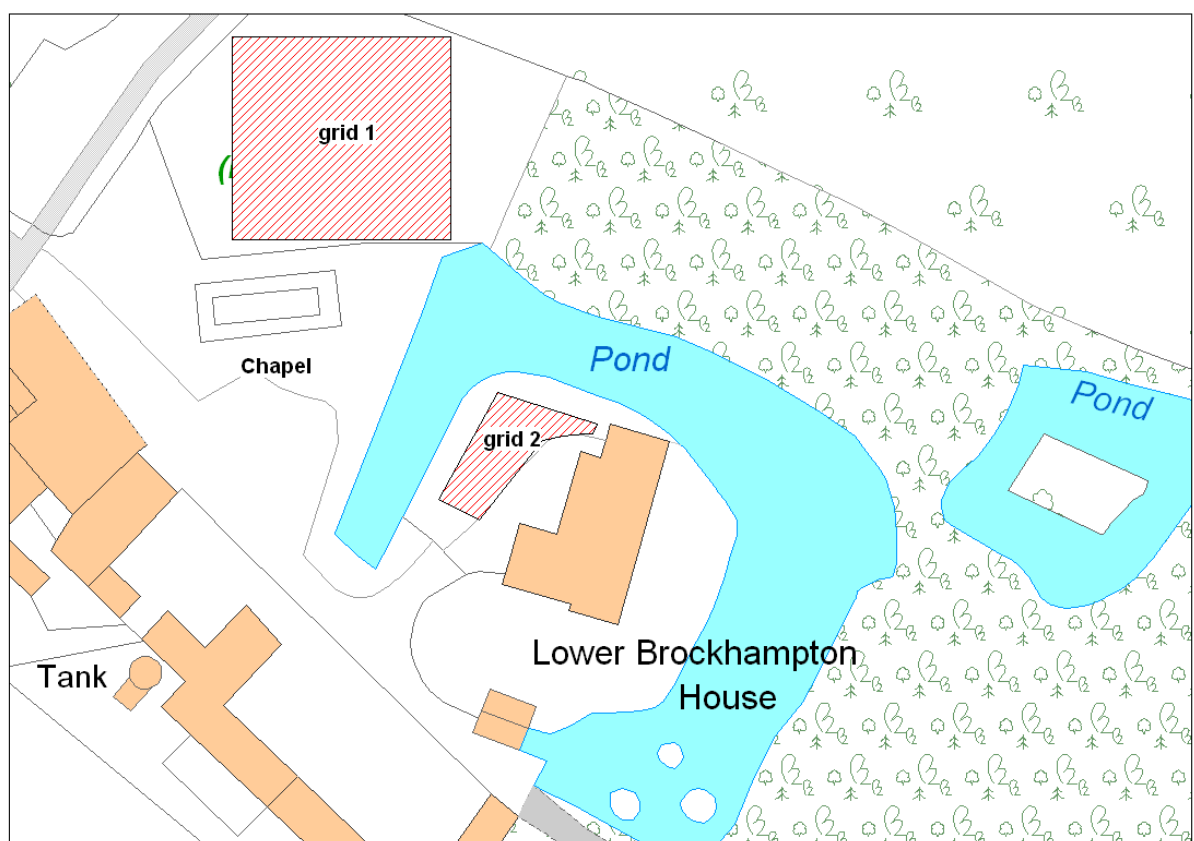 grid 1
Chapel
Pond
Pond
grid 2
Lower Brockhampton
House
Tank